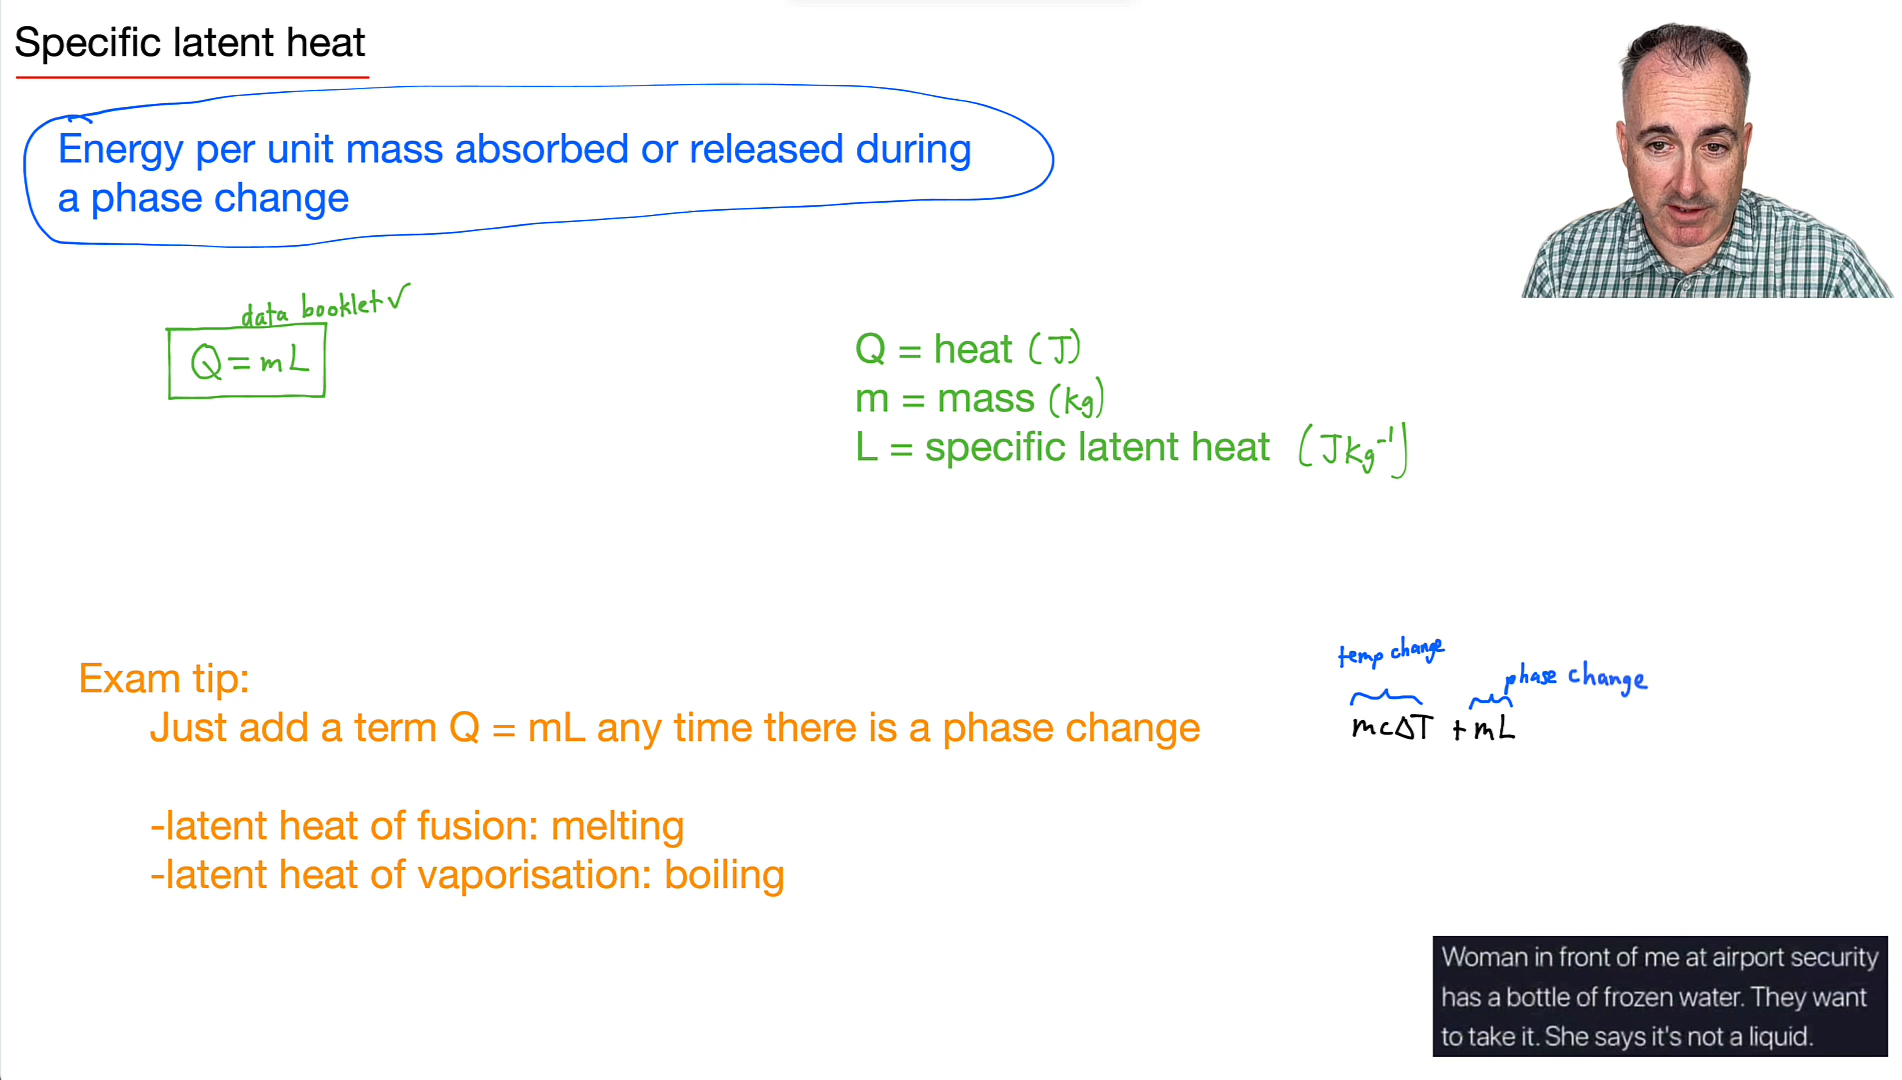 Specific latent heat
Energy per unit mass absorbed or released during
a phase change
data booklet ✓
Q = mL
Q = heat (J)
m = mass (kg)
L = specific latent heat (Jkg⁻¹)
temp change
phase change
mcΔT + mL
Exam tip:
Just add a term Q = mL any time there is a phase change
-latent heat of fusion: melting
-latent heat of vaporisation: boiling
Woman in front of me at airport security
has a bottle of frozen water. They want
to take it. She says it's not a liquid.